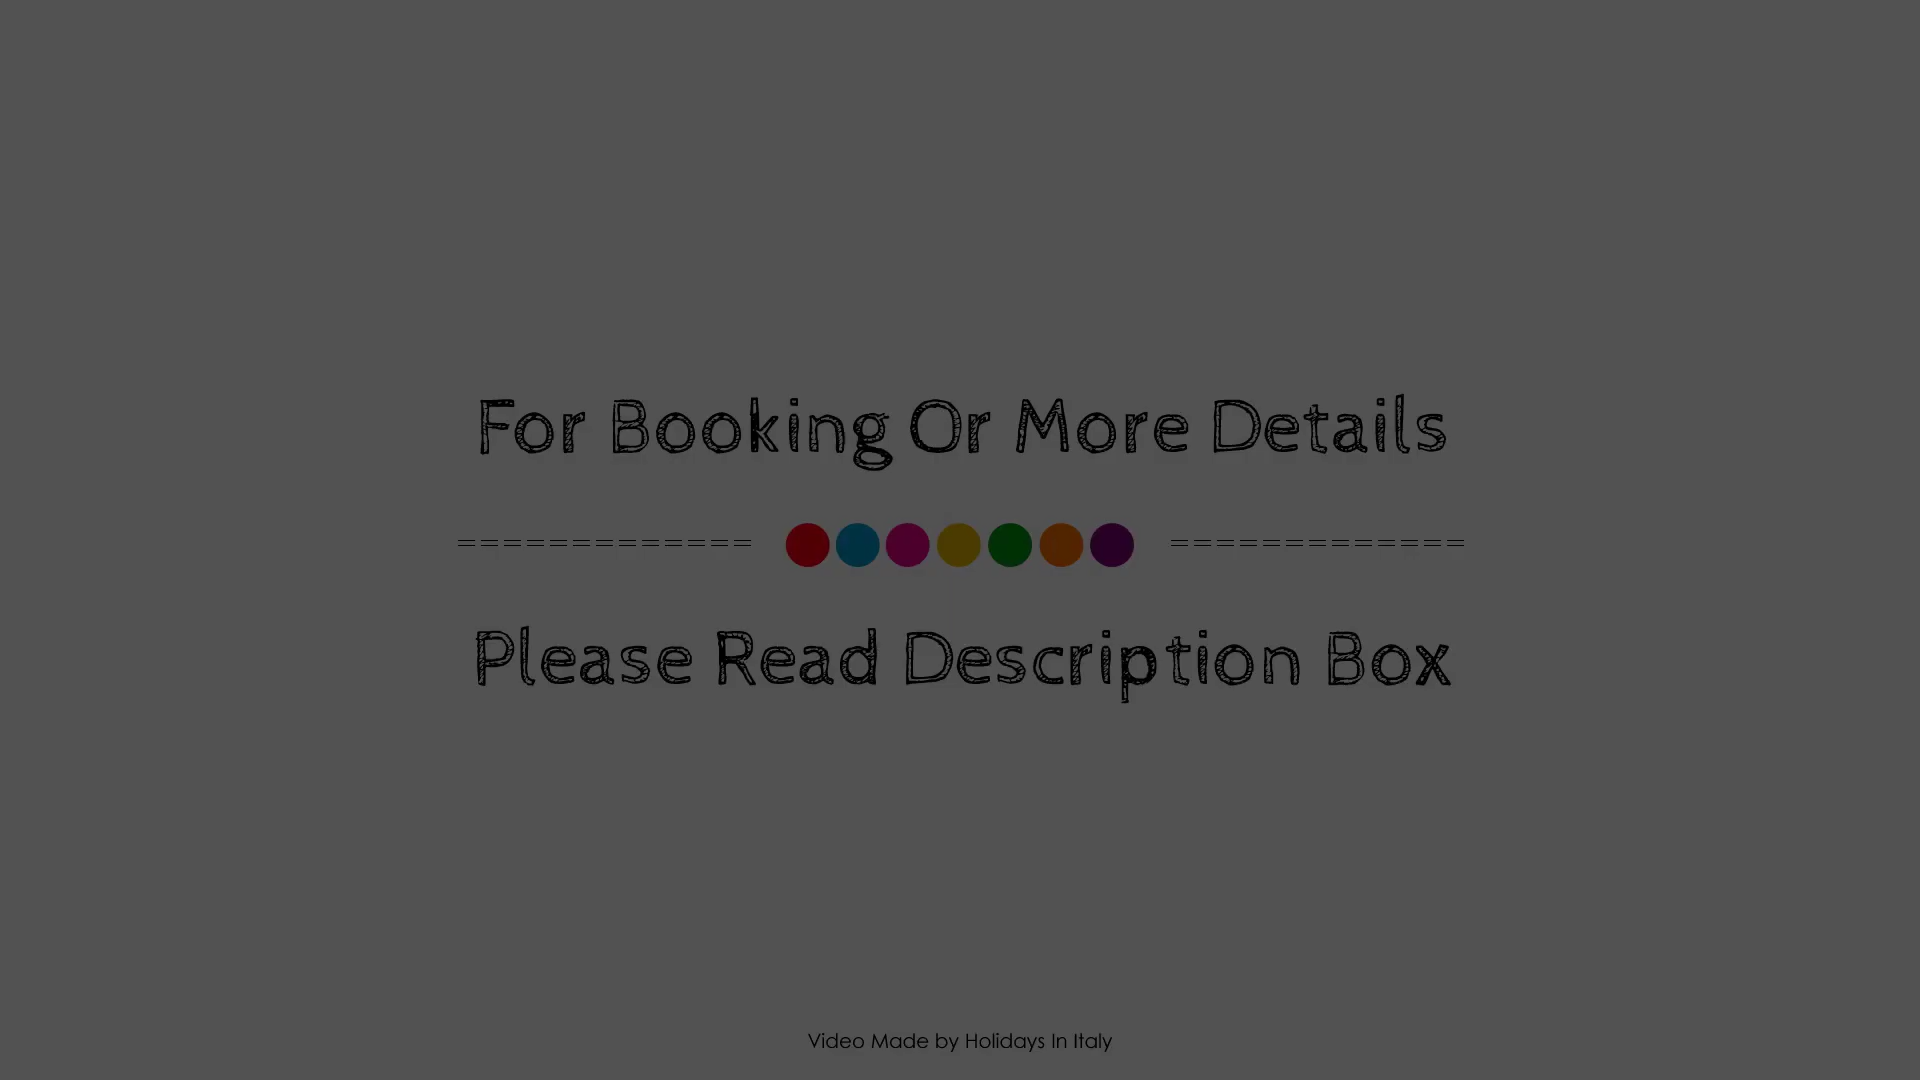 For Booking Or More Details
============= =============
Please Read Description Box
Video Made by Holidays In Italy